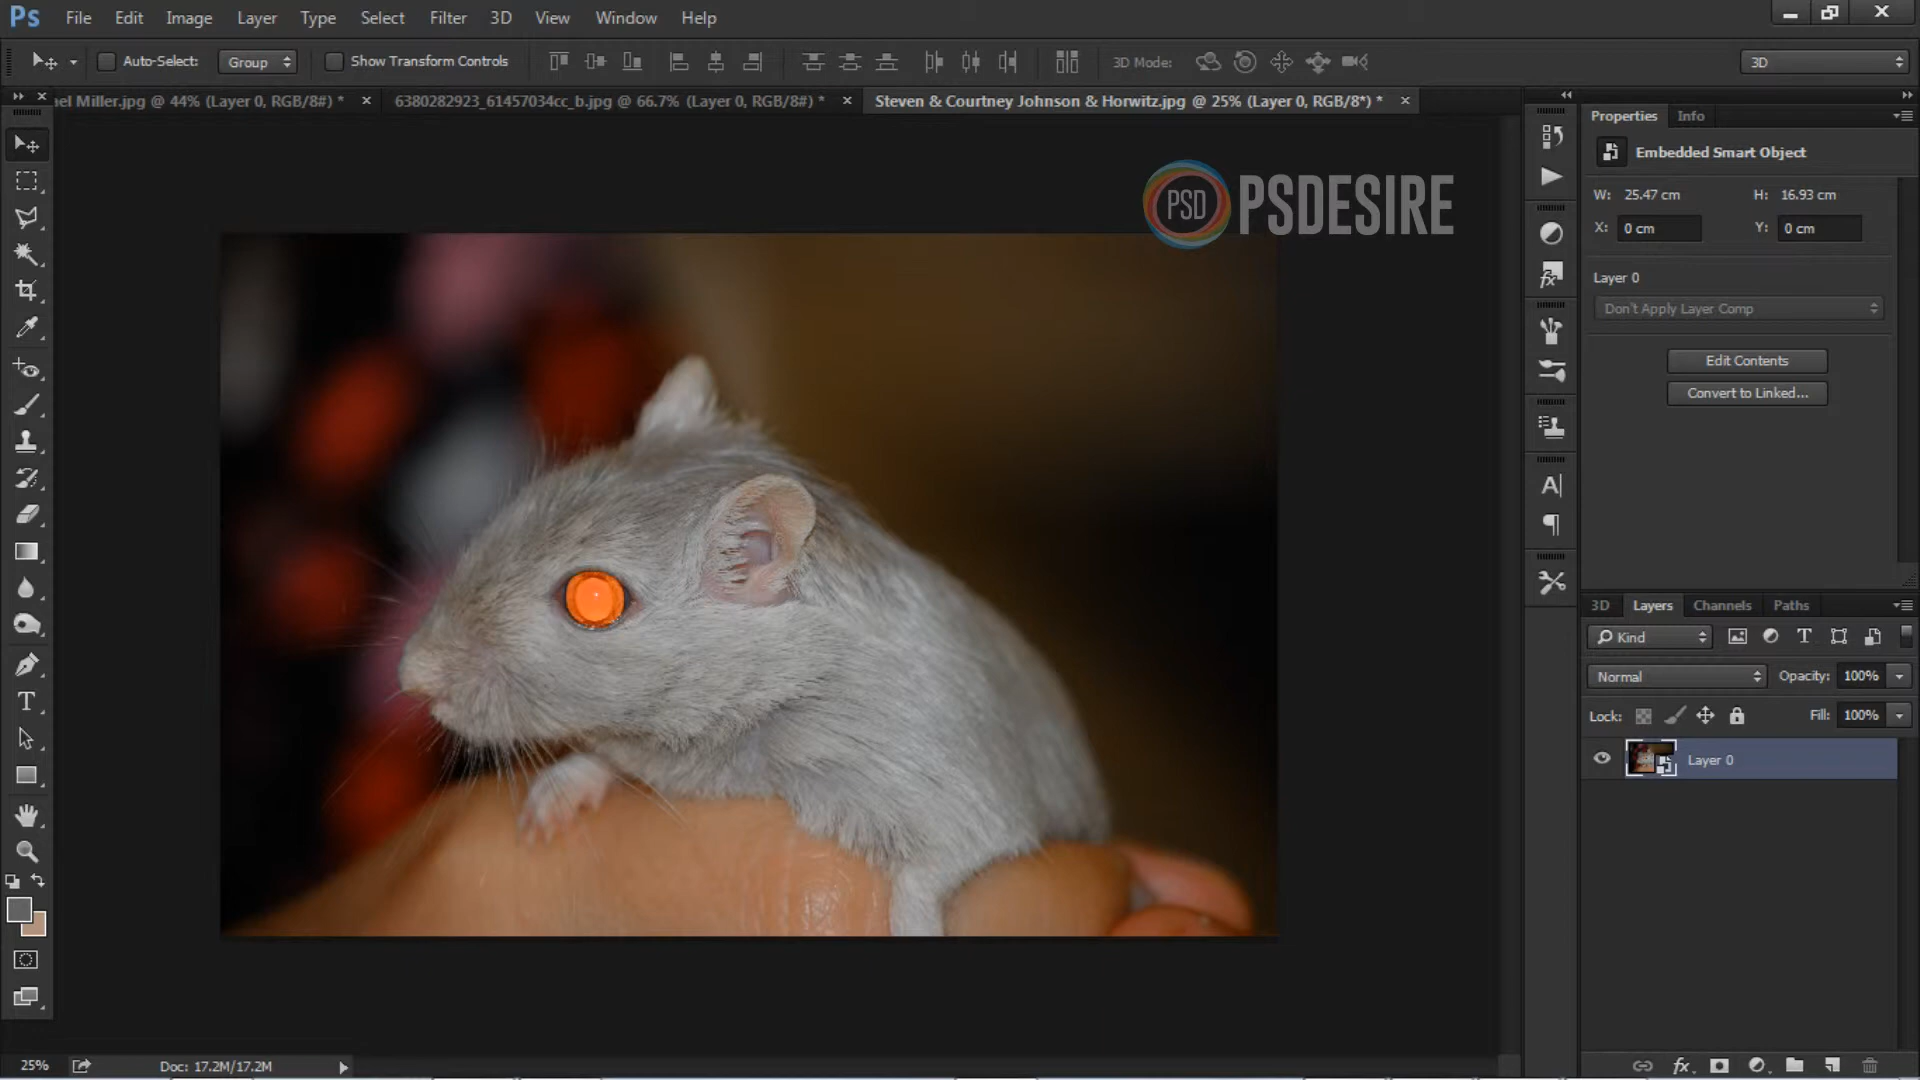 Ps File Edit Image Layer Type Select Filter 3D View Window Help
Auto-Select: Group Show Transform Controls 3D Mode: 3D
el Miller.jpg @ 44% (Layer 0, RGB/8#) * 6380282923_61457034cc_b.jpg @ 66.7% (Layer 0, RGB/8#) * Steven & Courtney Johnson & Horwitz.jpg @ 25% (Layer 0, RGB/8*) *
Properties Info
Embedded Smart Object
W: 25.47 cm H: 16.93 cm
X: 0 cm Y: 0 cm
PSD PSDESIRE
Layer 0
Don't Apply Layer Comp
Edit Contents
Convert to Linked...
3D Layers Channels Paths
Kind
Normal Opacity: 100%
Lock: Fill: 100%
Layer 0
25% Doc: 17.2M/17.2M